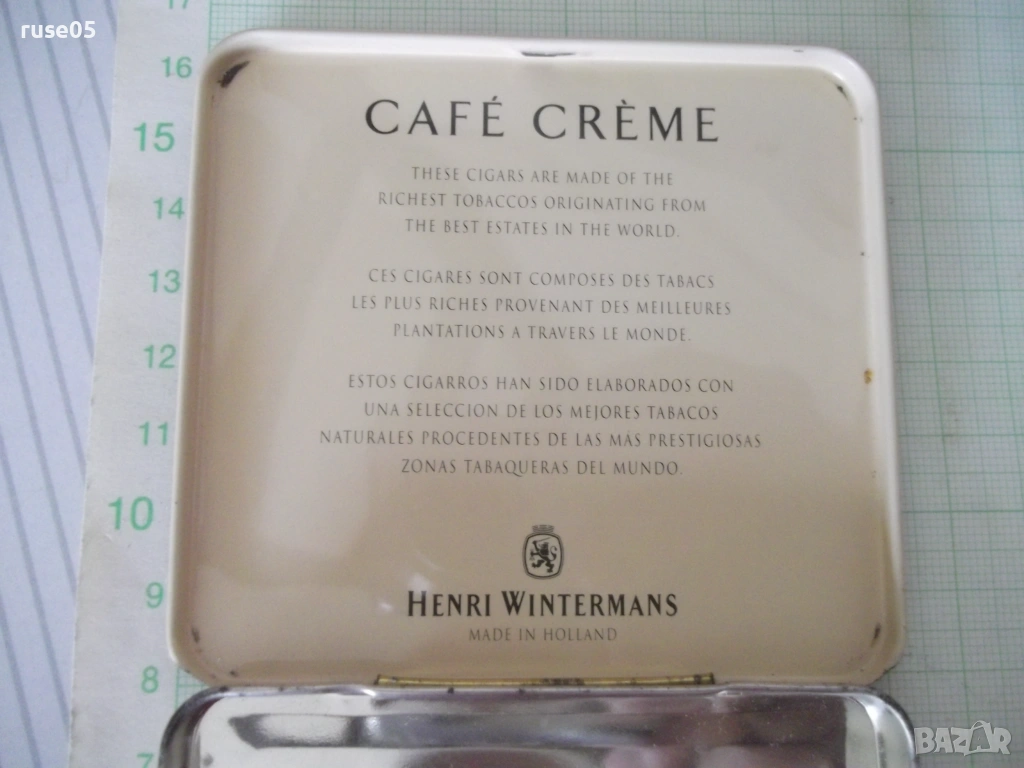 ruse05
17
16
15
14
13
12
11
10
9
8
7
CAFÉ CRÈME
THESE CIGARS ARE MADE OF THE
RICHEST TOBACCOS ORIGINATING FROM
THE BEST ESTATES IN THE WORLD.
CES CIGARES SONT COMPOSES DES TABACS
LES PLUS RICHES PROVENANT DES MEILLEURES
PLANTATIONS A TRAVERS LE MONDE.
ESTOS CIGARROS HAN SIDO ELABORADOS CON
UNA SELECCION DE LOS MEJORES TABACOS
NATURALES PROCEDENTES DE LAS MÁS PRESTIGIOSAS
ZONAS TABAQUERAS DEL MUNDO.
HENRI WINTERMANS
MADE IN HOLLAND
BAZAR